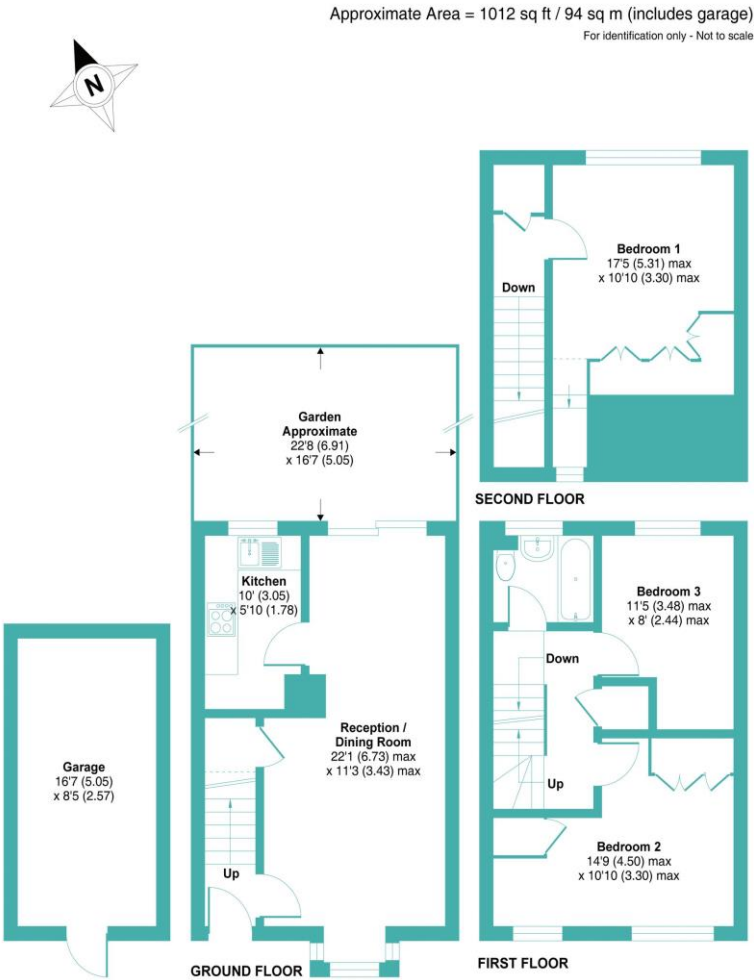 Approximate Area = 1012 sq ft / 94 sq m (includes garage)
For identification only - Not to scale
N
Bedroom 1
17'5 (5.31) max
x 10'10 (3.30) max
Down
SECOND FLOOR
Garden
Approximate
22'8 (6.91)
x 16'7 (5.05)
Kitchen
10' (3.05)
x 5'10 (1.78)
Reception /
Dining Room
22'1 (6.73) max
x 11'3 (3.43) max
Up
GROUND FLOOR
Garage
16'7 (5.05)
x 8'5 (2.57)
Bedroom 3
11'5 (3.48) max
x 8' (2.44) max
Down
Up
Bedroom 2
14'9 (4.50) max
x 10'10 (3.30) max
FIRST FLOOR